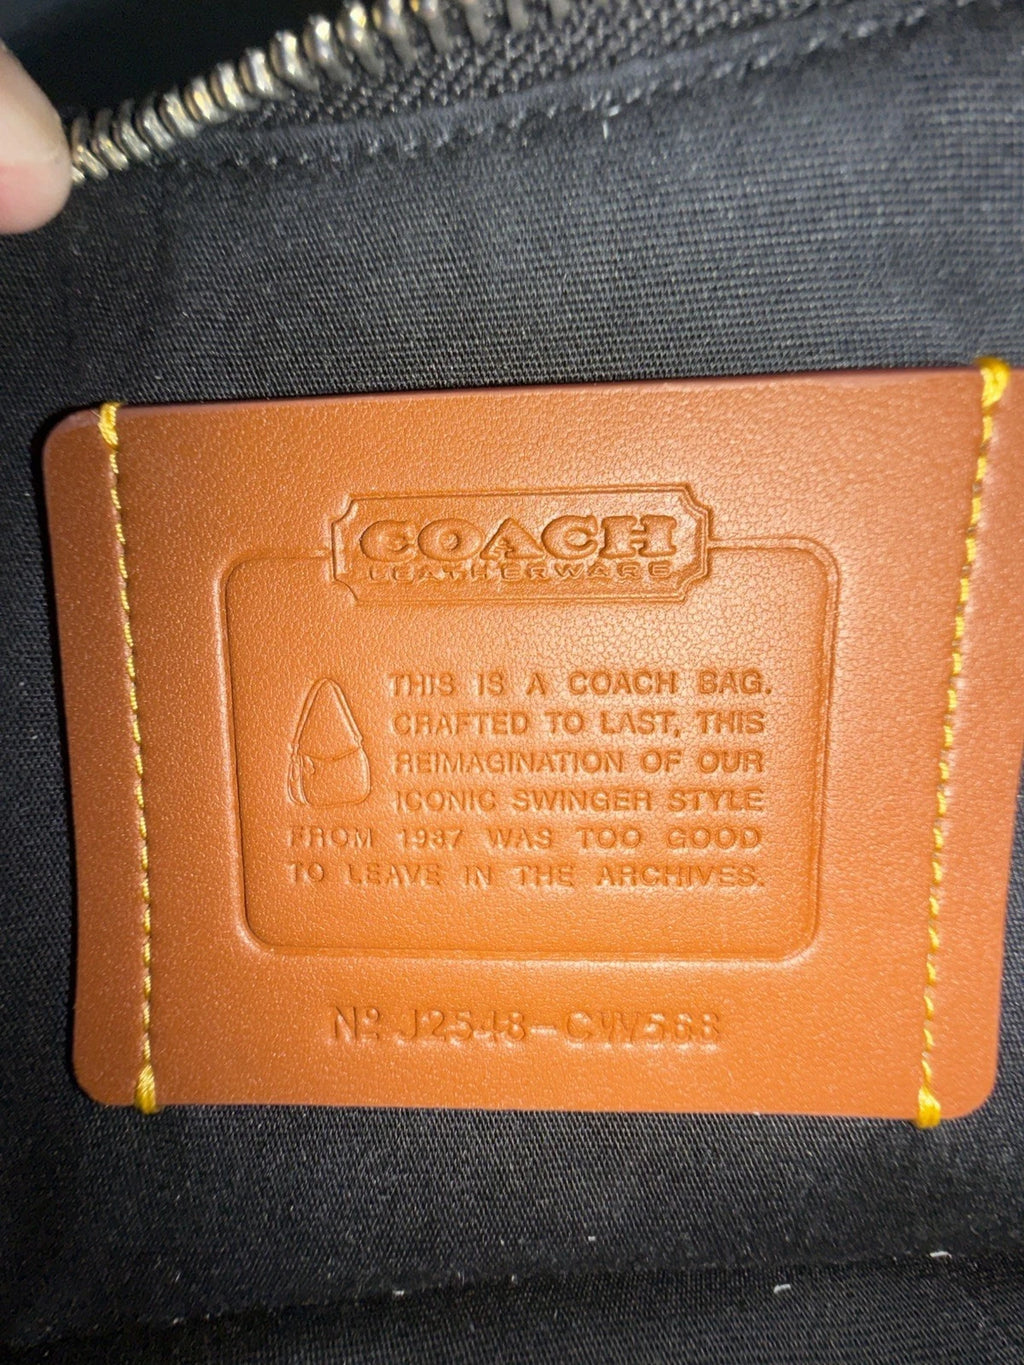 COACH
LEATHERWARE
THIS IS A COACH BAG.
CRAFTED TO LAST, THIS
REIMAGINATION OF OUR
ICONIC SWINGER STYLE
FROM 1987 WAS TOO GOOD
TO LEAVE IN THE ARCHIVES.
Nº J2548-CW568